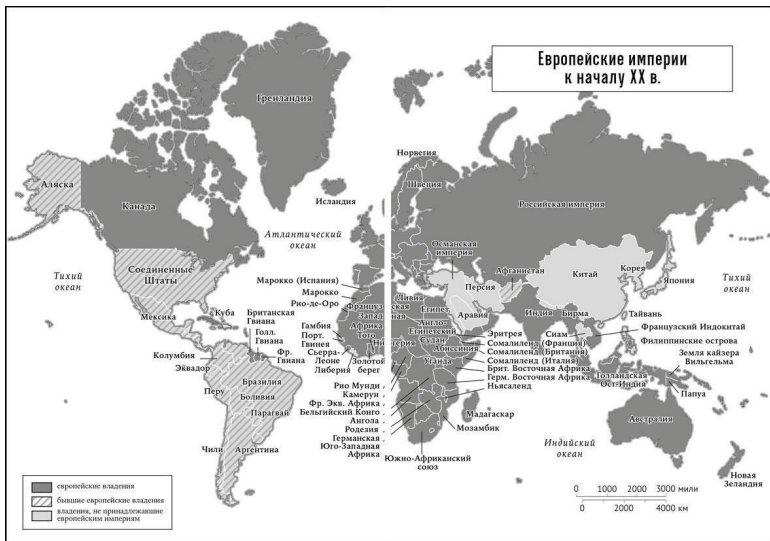 Европейские империи
к началу XX в.
Гренландия
Аляска
Канада
Исландия
Норвегия
Швеция
Российская империя
Атлантический
океан
Тихий
океан
Соединенные
Штаты
Мексика
Куба
Британская
Гвиана
Голл.
Гвиана
Фр.
Гвиана
Колумбия
Эквадор
Перу
Бразилия
Боливия
Парагвай
Чили
Аргентина
Марокко (Испания)
Марокко
Рио-де-Оро
Гамбия
Порт.
Гвинея
Сьерра-
Леоне
Либерия
Золотой
берег
Того
Африка
Рио Муни
Камерун
Фр. Экв. Африка
Бельгийский Конго
Ангола
Родезия
Германская
Юго-Западная
Африка
Южно-Африканский
союз
Османская
империя
Афганистан
Персия
Аравия
Ливия
Египет
Англо-
Египетский
Судан
Абиссиния
Уганда
Эритрея
Сомалиленд (Франция)
Сомалиленд (Британия)
Сомалиленд (Италия)
Брит. Восточная Африка
Герм. Восточная Африка
Ньясаленд
Мадагаскар
Мозамбик
Китай
Корея
Япония
Тихий
океан
Индия
Бирма
Тайвань
Сиам
Французский Индокитай
Филиппинские острова
Земля кайзера
Вильгельма
Голландская
Ост-Индия
Папуа
Австралия
Индийский
океан
Новая
Зеландия
европейские владения
бывшие европейские владения
владения, не принадлежавшие
европейским империям
0 1000 2000 3000 мили
0 2000 4000 км